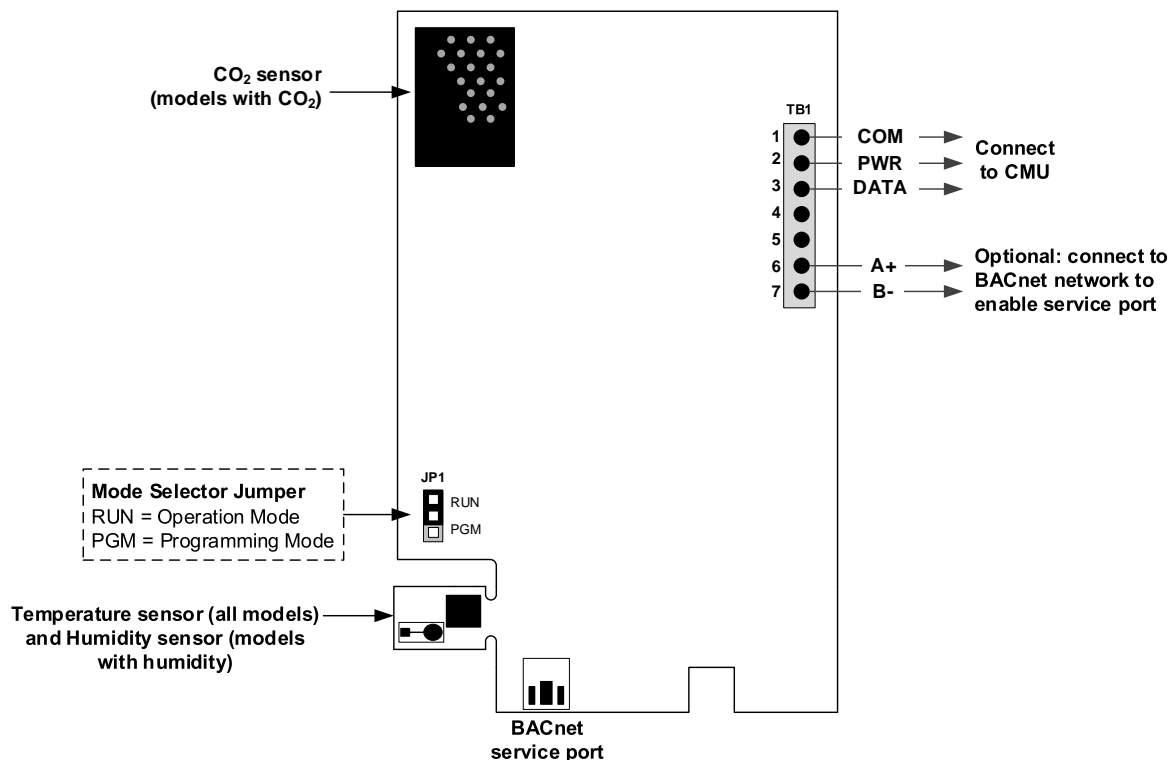 CO₂ sensor
(models with CO₂)
TB1
1 COM
2 PWR
3 DATA
4
5
6 A+
7 B-
Connect
to CMU
Optional: connect to
BACnet network to
enable service port
JP1
RUN
PGM
Mode Selector Jumper
RUN = Operation Mode
PGM = Programming Mode
Temperature sensor (all models)
and Humidity sensor (models
with humidity)
BACnet
service port